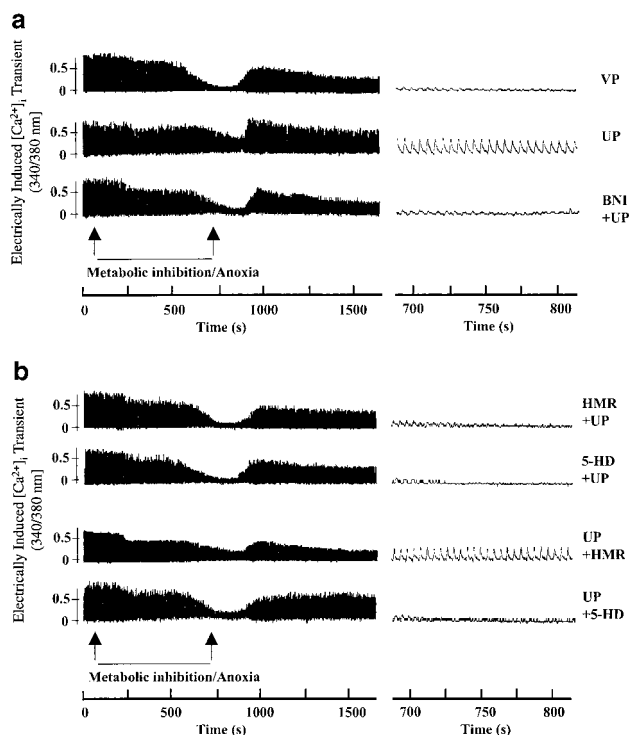 a
Electrically Induced [Ca²⁺]ᵢ Transient
(340/380 nm)
0.5
0
VP
0.5
0
UP
0.5
0
BNI
+UP
Metabolic inhibition/Anoxia
0 500 1000 1500
Time (s)
700 750 800
Time (s)
b
Electrically Induced [Ca²⁺]ᵢ Transient
(340/380 nm)
0.5
0
HMR
+UP
0.5
0
5-HD
+UP
0.5
0
UP
+HMR
0.5
0
UP
+5-HD
Metabolic inhibition/Anoxia
0 500 1000 1500
Time (s)
700 750 800
Time (s)